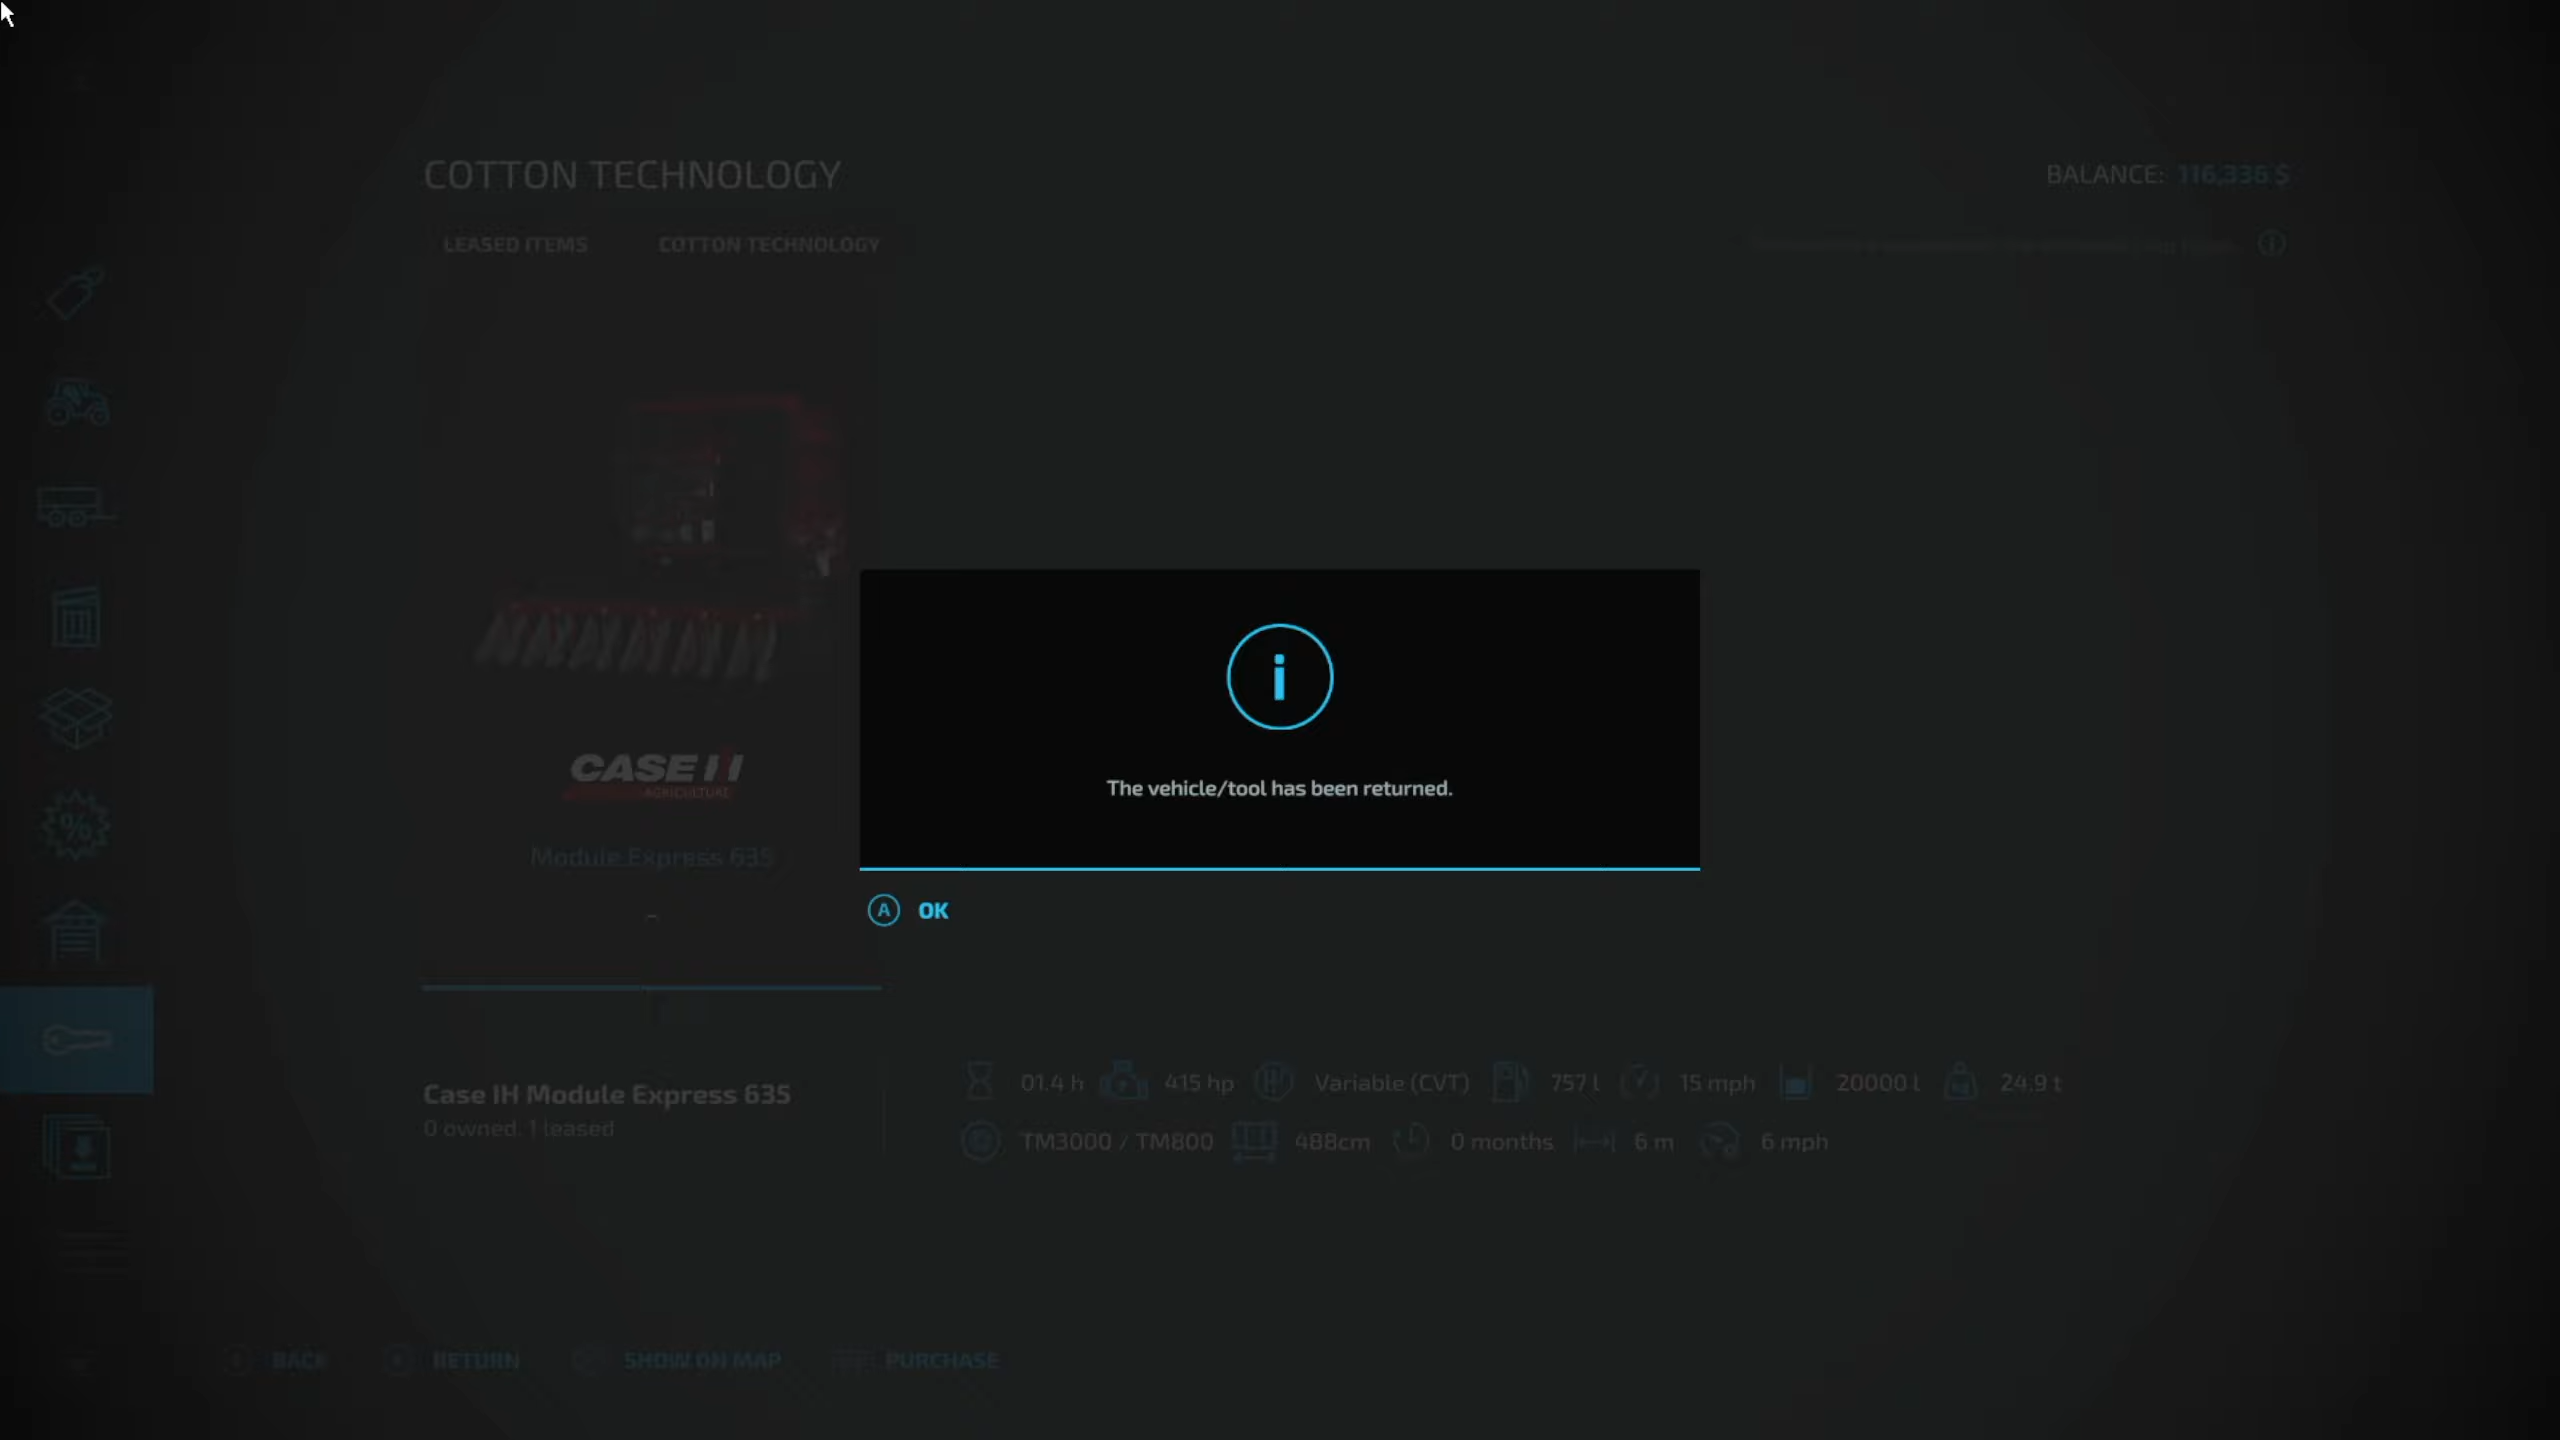 COTTON TECHNOLOGY
BALANCE: 116,336 $
LEASED ITEMS COTTON TECHNOLOGY
CASE IH
AGRICULTURE
Module Express 635
-
i
The vehicle/tool has been returned.
A OK
Case IH Module Express 635
0 owned, 1 leased
01.4 h 415 hp Variable (CVT) 757 l 15 mph 20000 l 24.9 t
TM3000 / TM800 488cm 0 months 6 m 6 mph
BACK RETURN SHOW ON MAP PURCHASE